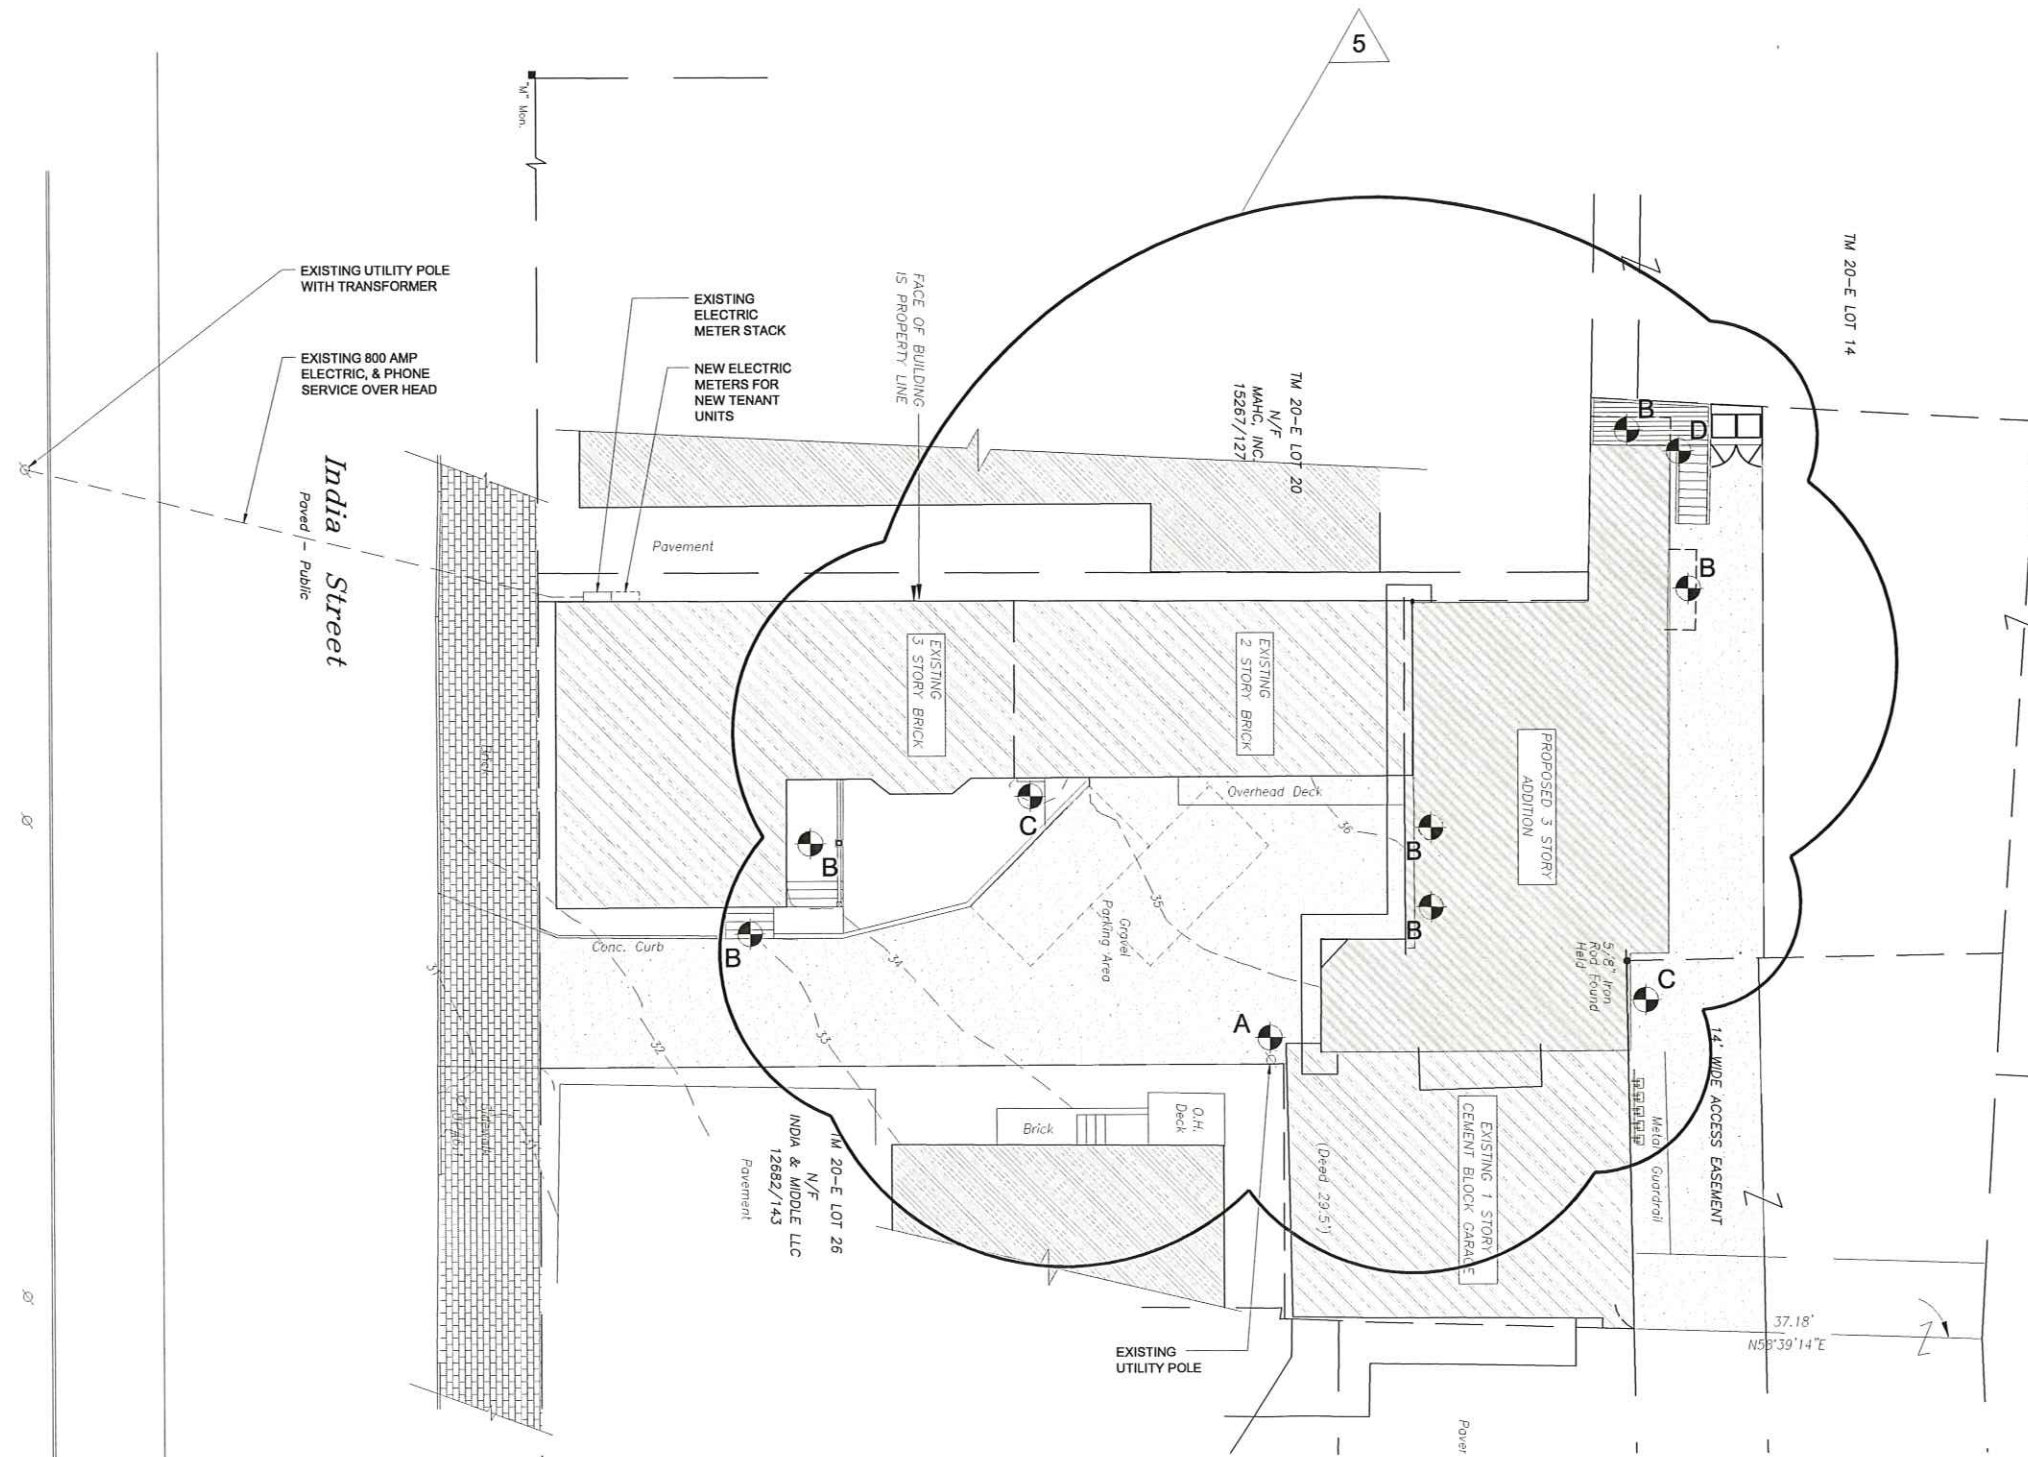 5
"M" Mon.
EXISTING UTILITY POLE
WITH TRANSFORMER
EXISTING 800 AMP
ELECTRIC, & PHONE
SERVICE OVER HEAD
EXISTING
ELECTRIC
METER STACK
NEW ELECTRIC
METERS FOR
NEW TENANT
UNITS
FACE OF BUILDING
IS PROPERTY LINE
TM 20-E LOT 20
N/F
MAHC, INC.
15267/127
TM 20-E LOT 14
India Street
Paved - Public
Pavement
B
D
B
EXISTING
3 STORY BRICK
EXISTING
2 STORY BRICK
PROPOSED 3 STORY
ADDITION
Brick
Overhead Deck
36
C
B
B
B
B
35
Gravel
Parking Area
Conc. Curb
34
31
33
32
5/8" Iron
Rod Found
Held
C
A
14' WIDE ACCESS EASEMENT
Metal Guardrail
Sidewalk
O.H.
Deck
Brick
TM 20-E LOT 26
N/F
INDIA & MIDDLE LLC
12682/143
Pavement
(Deed 29.5')
EXISTING 1 STORY
CEMENT BLOCK GARAGE
EXISTING
UTILITY POLE
37.18'
N58°39'14"E
Paver